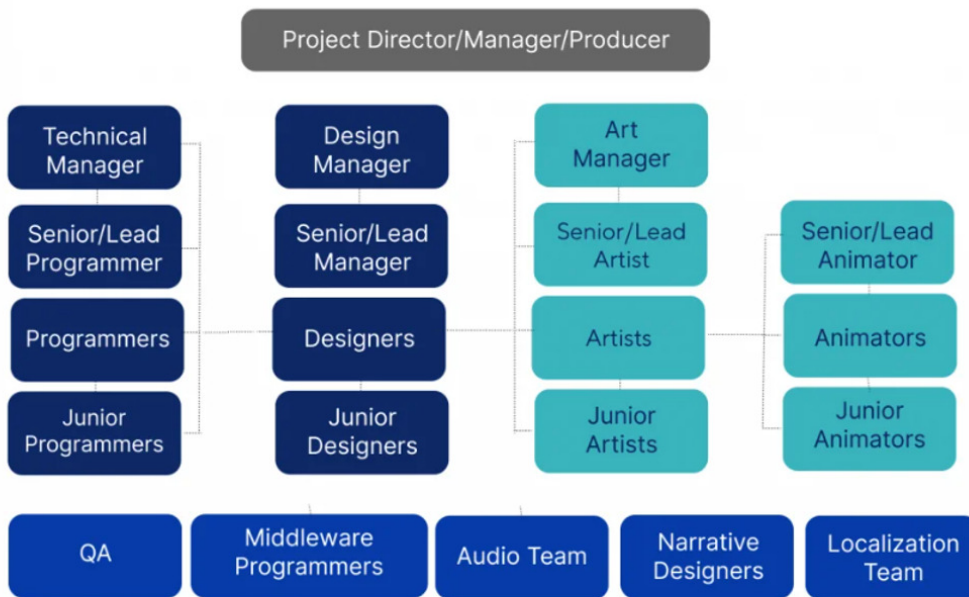 Project Director/Manager/Producer
Technical
Manager
Design
Manager
Art
Manager
Senior/Lead
Programmer
Senior/Lead
Manager
Senior/Lead
Artist
Senior/Lead
Animator
Programmers
Designers
Artists
Animators
Junior
Programmers
Junior
Designers
Junior
Artists
Junior
Animators
QA
Middleware
Programmers
Audio Team
Narrative
Designers
Localization
Team